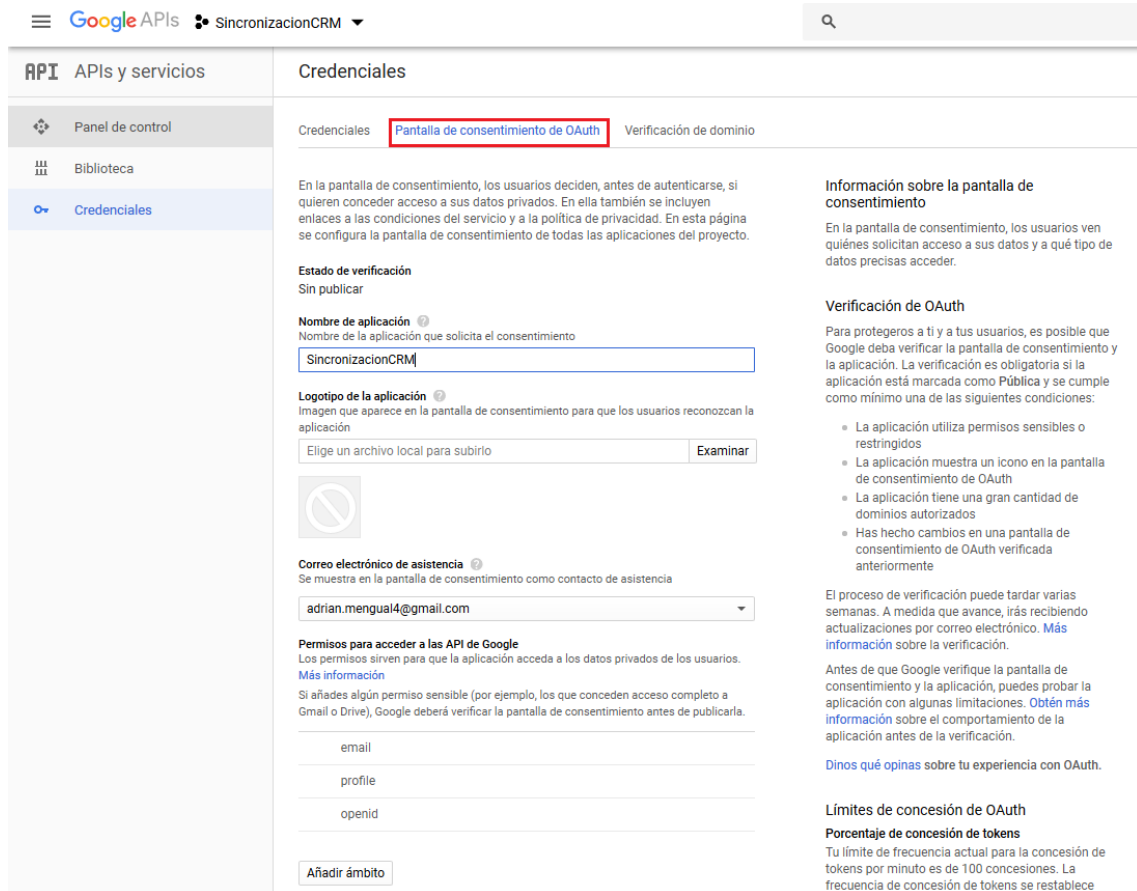 Google APIs SincronizacionCRM
API APIs y servicios
Panel de control
Biblioteca
Credenciales
Credenciales
Credenciales Pantalla de consentimiento de OAuth Verificación de dominio
En la pantalla de consentimiento, los usuarios deciden, antes de autenticarse, si
quieren conceder acceso a sus datos privados. En ella también se incluyen
enlaces a las condiciones del servicio y a la política de privacidad. En esta página
se configura la pantalla de consentimiento de todas las aplicaciones del proyecto.
Estado de verificación
Sin publicar
Nombre de aplicación ?
Nombre de la aplicación que solicita el consentimiento
SincronizacionCRM
Logotipo de la aplicación ?
Imagen que aparece en la pantalla de consentimiento para que los usuarios reconozcan la
aplicación
Elige un archivo local para subirlo Examinar
Correo electrónico de asistencia ?
Se muestra en la pantalla de consentimiento como contacto de asistencia
adrian.mengual4@gmail.com
Permisos para acceder a las API de Google
Los permisos sirven para que la aplicación acceda a los datos privados de los usuarios.
Más información
Si añades algún permiso sensible (por ejemplo, los que conceden acceso completo a
Gmail o Drive), Google deberá verificar la pantalla de consentimiento antes de publicarla.
email
profile
openid
Añadir ámbito
Información sobre la pantalla de
consentimiento
En la pantalla de consentimiento, los usuarios ven
quiénes solicitan acceso a sus datos y a qué tipo de
datos precisas acceder.
Verificación de OAuth
Para protegeros a ti y a tus usuarios, es posible que
Google deba verificar la pantalla de consentimiento y
la aplicación. La verificación es obligatoria si la
aplicación está marcada como Pública y se cumple
como mínimo una de las siguientes condiciones:
La aplicación utiliza permisos sensibles o
restringidos
La aplicación muestra un icono en la pantalla
de consentimiento de OAuth
La aplicación tiene una gran cantidad de
dominios autorizados
Has hecho cambios en una pantalla de
consentimiento de OAuth verificada
anteriormente
El proceso de verificación puede tardar varias
semanas. A medida que avance, irás recibiendo
actualizaciones por correo electrónico. Más
información sobre la verificación.
Antes de que Google verifique la pantalla de
consentimiento y la aplicación, puedes probar la
aplicación con algunas limitaciones. Obtén más
información sobre el comportamiento de la
aplicación antes de la verificación.
Dinos qué opinas sobre tu experiencia con OAuth.
Límites de concesión de OAuth
Porcentaje de concesión de tokens
Tu límite de frecuencia actual para la concesión de
tokens por minuto es de 100 concesiones. La
frecuencia de concesión de tokens se restablece